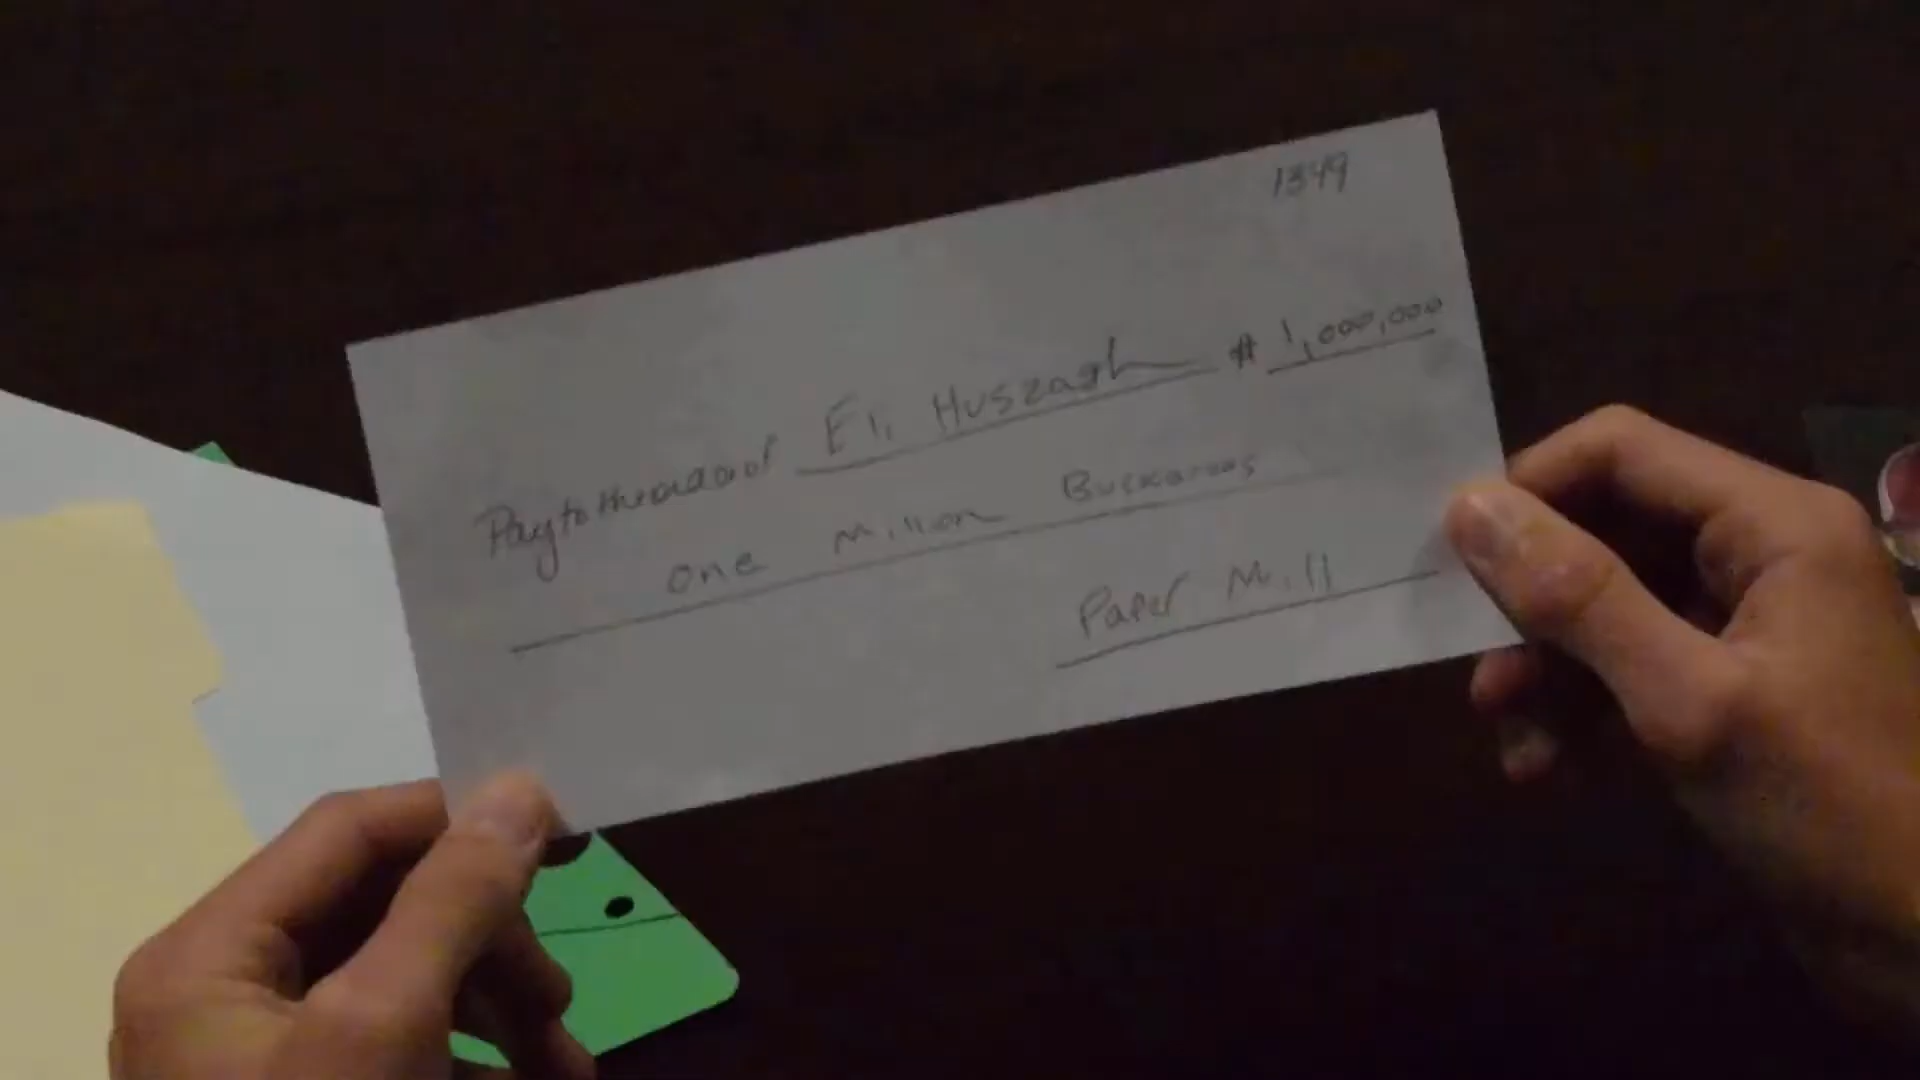 1349
Pay to the order of Eli Huszagh $ 1,000,000
One Million Buckaroos
Paper Mill